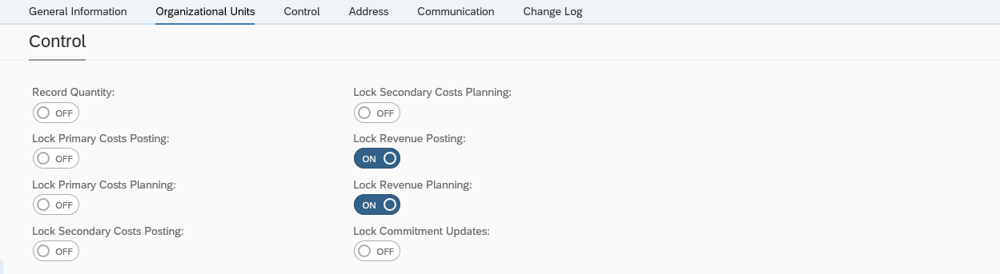 General Information Organizational Units Control Address Communication Change Log
Control
Record Quantity: Lock Secondary Costs Planning:
OFF OFF
Lock Primary Costs Posting: Lock Revenue Posting:
OFF ON
Lock Primary Costs Planning: Lock Revenue Planning:
OFF ON
Lock Secondary Costs Posting: Lock Commitment Updates:
OFF OFF